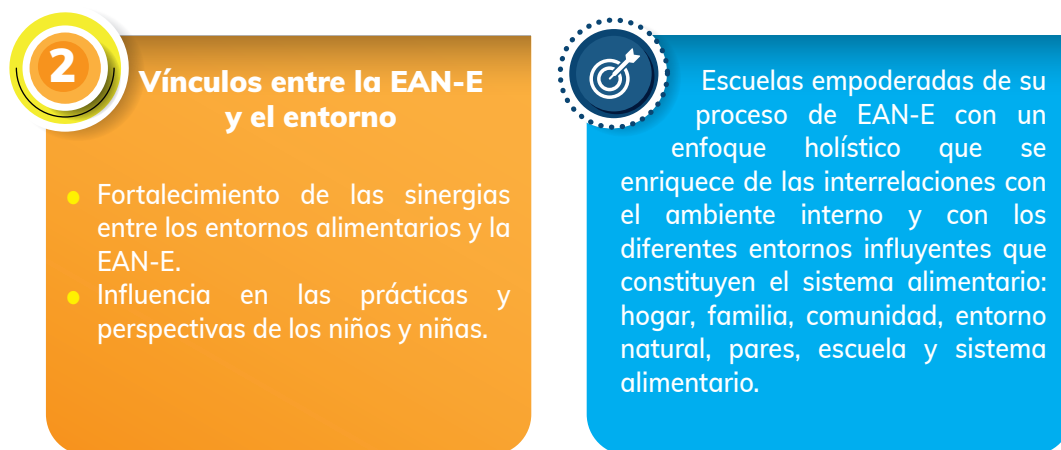 2
Vínculos entre la EAN-E
y el entorno
Fortalecimiento de las sinergias
entre los entornos alimentarios y la
EAN-E.
Influencia en las prácticas y
perspectivas de los niños y niñas.
Escuelas empoderadas de su
proceso de EAN-E con un
enfoque holístico que se
enriquece de las interrelaciones con
el ambiente interno y con los
diferentes entornos influyentes que
constituyen el sistema alimentario:
hogar, familia, comunidad, entorno
natural, pares, escuela y sistema
alimentario.